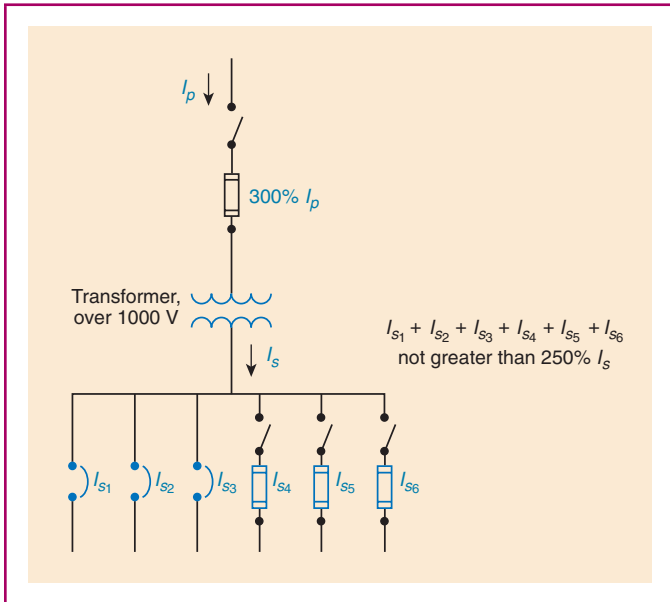 Ip
300% Ip
Transformer,
over 1000 V
Is
Is1 + Is2 + Is3 + Is4 + Is5 + Is6
not greater than 250% Is
Is1 Is2 Is3 Is4 Is5 Is6